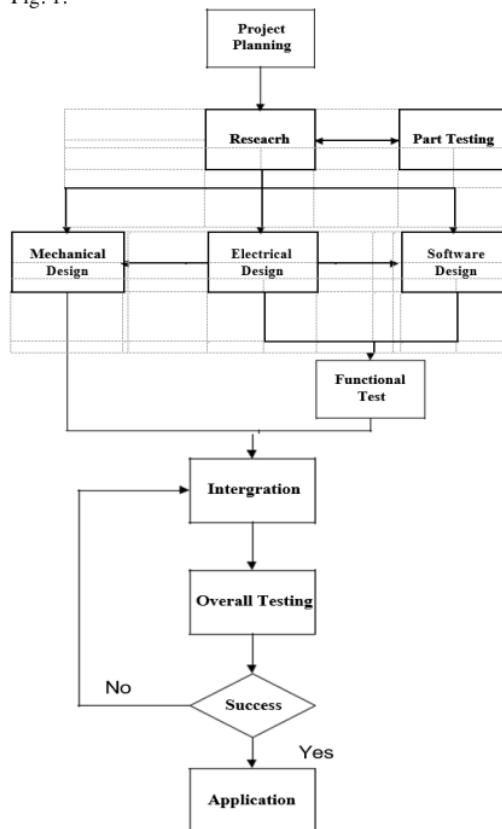 Fig. 1.
Project
Planning
Reseacrh
Part Testing
Mechanical
Design
Electrical
Design
Software
Design
Functional
Test
Intergration
Overall Testing
No
Success
Yes
Application